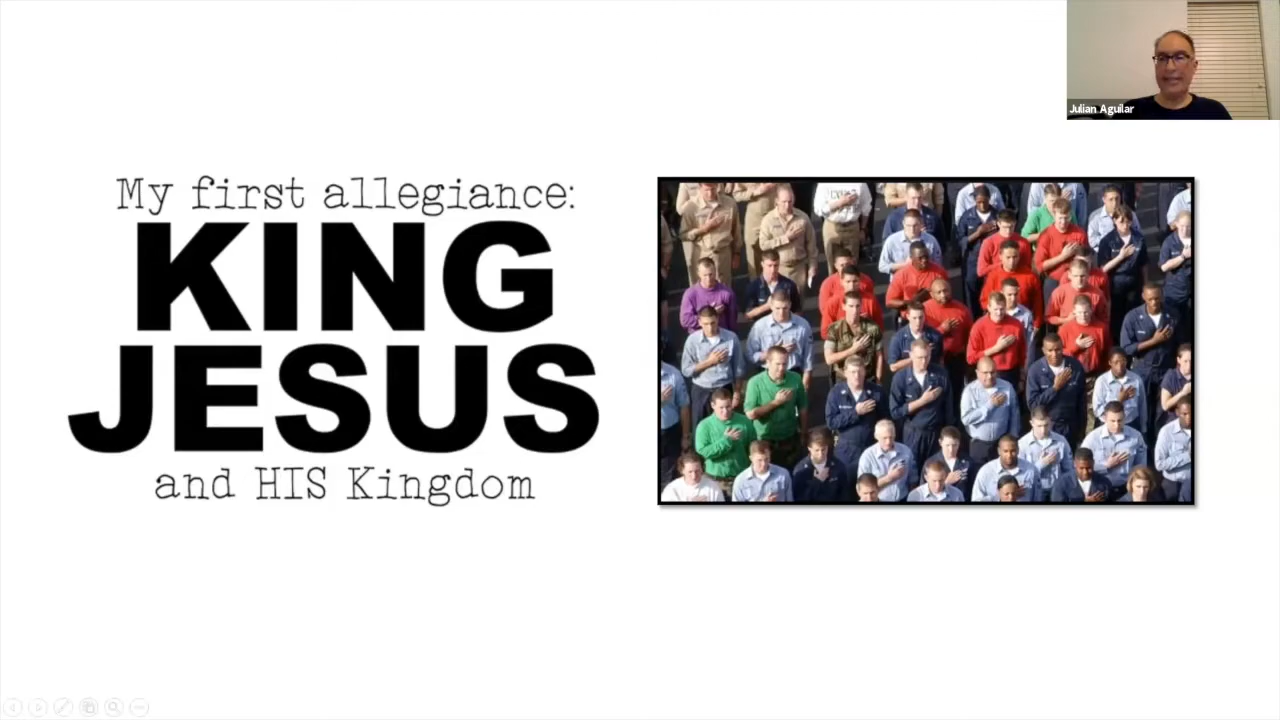 My first allegiance:
KING
JESUS
and HIS Kingdom
Julian Aguilar